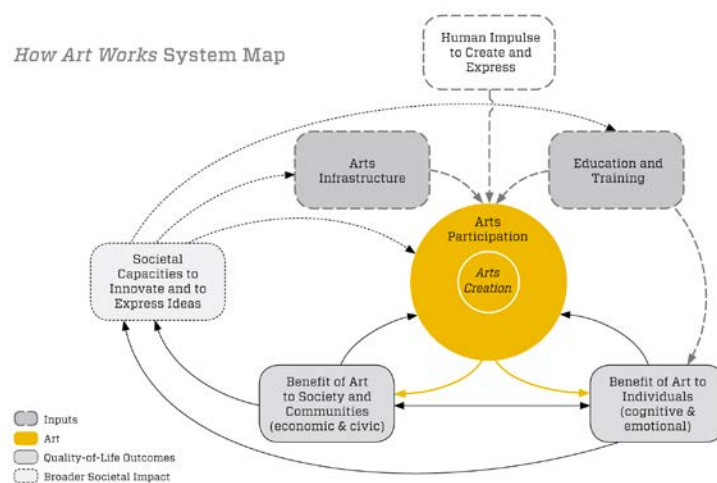 How Art Works System Map
Human Impulse
to Create and
Express
Arts
Infrastructure
Education and
Training
Arts
Participation
Arts
Creation
Societal
Capacities to
Innovate and to
Express Ideas
Benefit of Art
to Society and
Communities
(economic & civic)
Benefit of Art to
Individuals
(cognitive &
emotional)
Inputs
Art
Quality-of-Life Outcomes
Broader Societal Impact